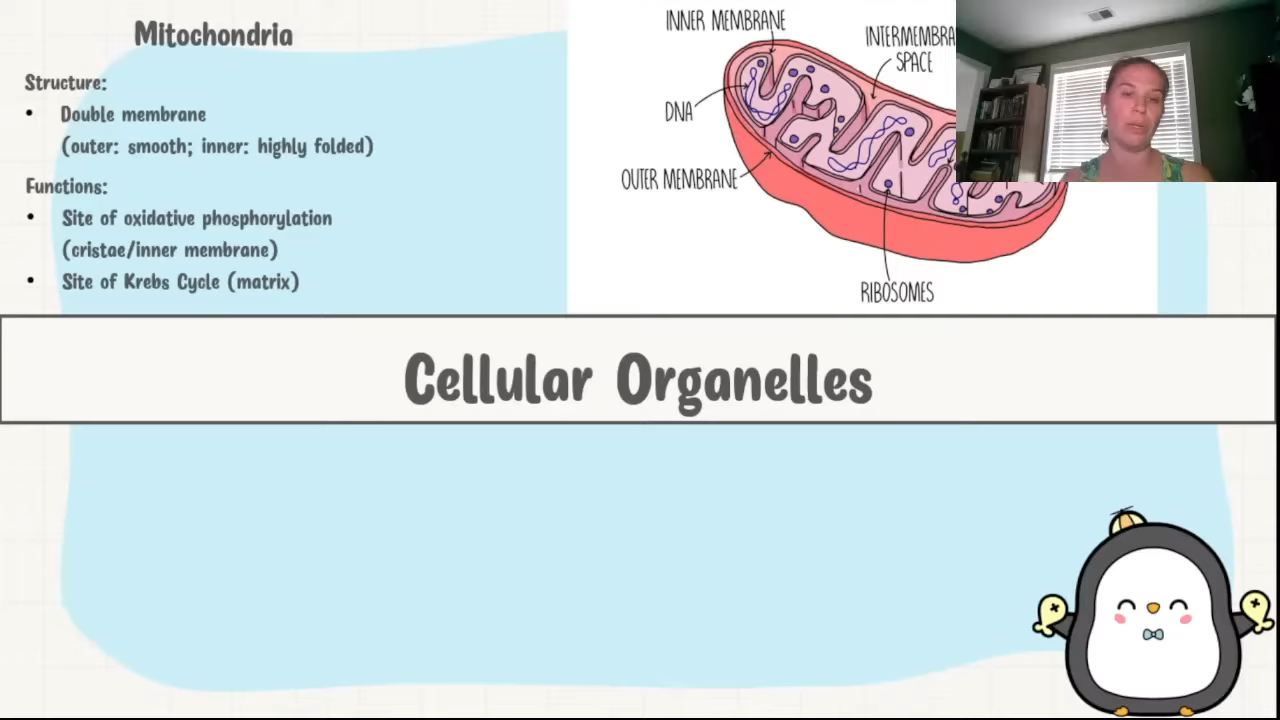 Mitochondria
Structure:
• Double membrane
(outer: smooth; inner: highly folded)
Functions:
• Site of oxidative phosphorylation
(cristae/inner membrane)
• Site of Krebs Cycle (matrix)
INNER MEMBRANE
INTERMEMBRA
SPACE
DNA
OUTER MEMBRANE
RIBOSOMES
Cellular Organelles